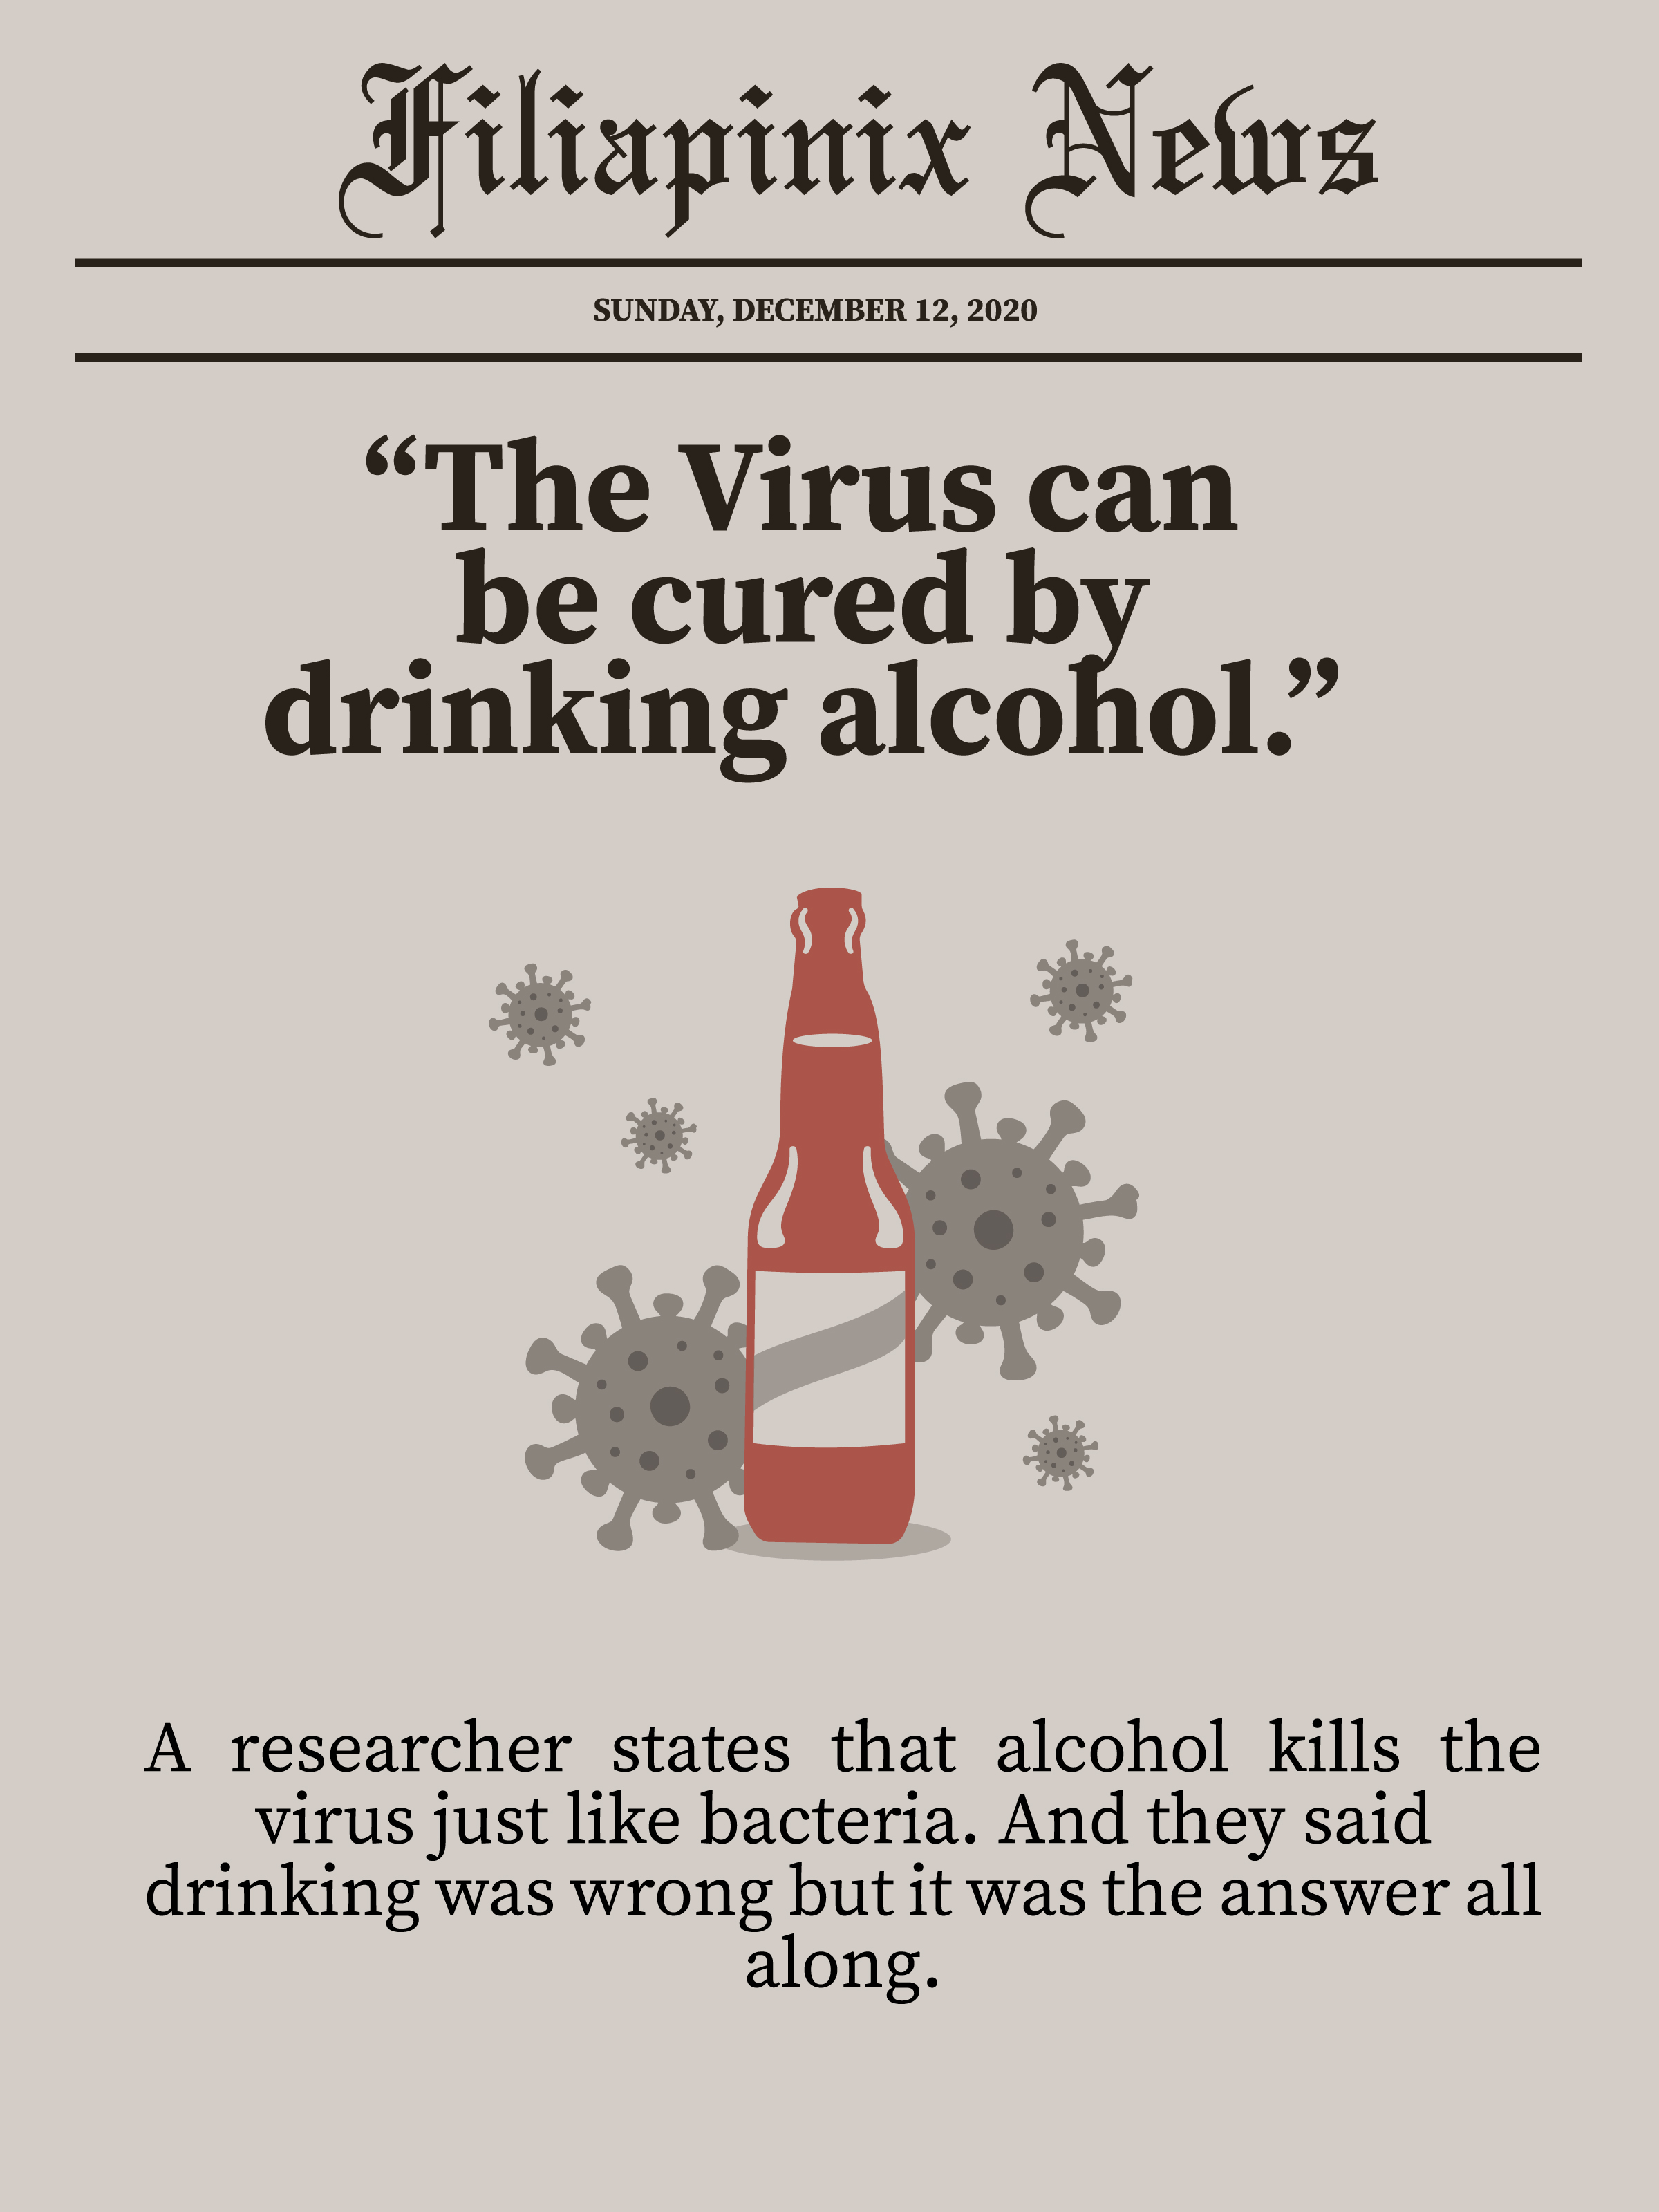 Filiapinix News
SUNDAY, DECEMBER 12, 2020
“The Virus can
be cured by
drinking alcohol.”
A researcher states that alcohol kills the
virus just like bacteria. And they said
drinking was wrong but it was the answer all
along.